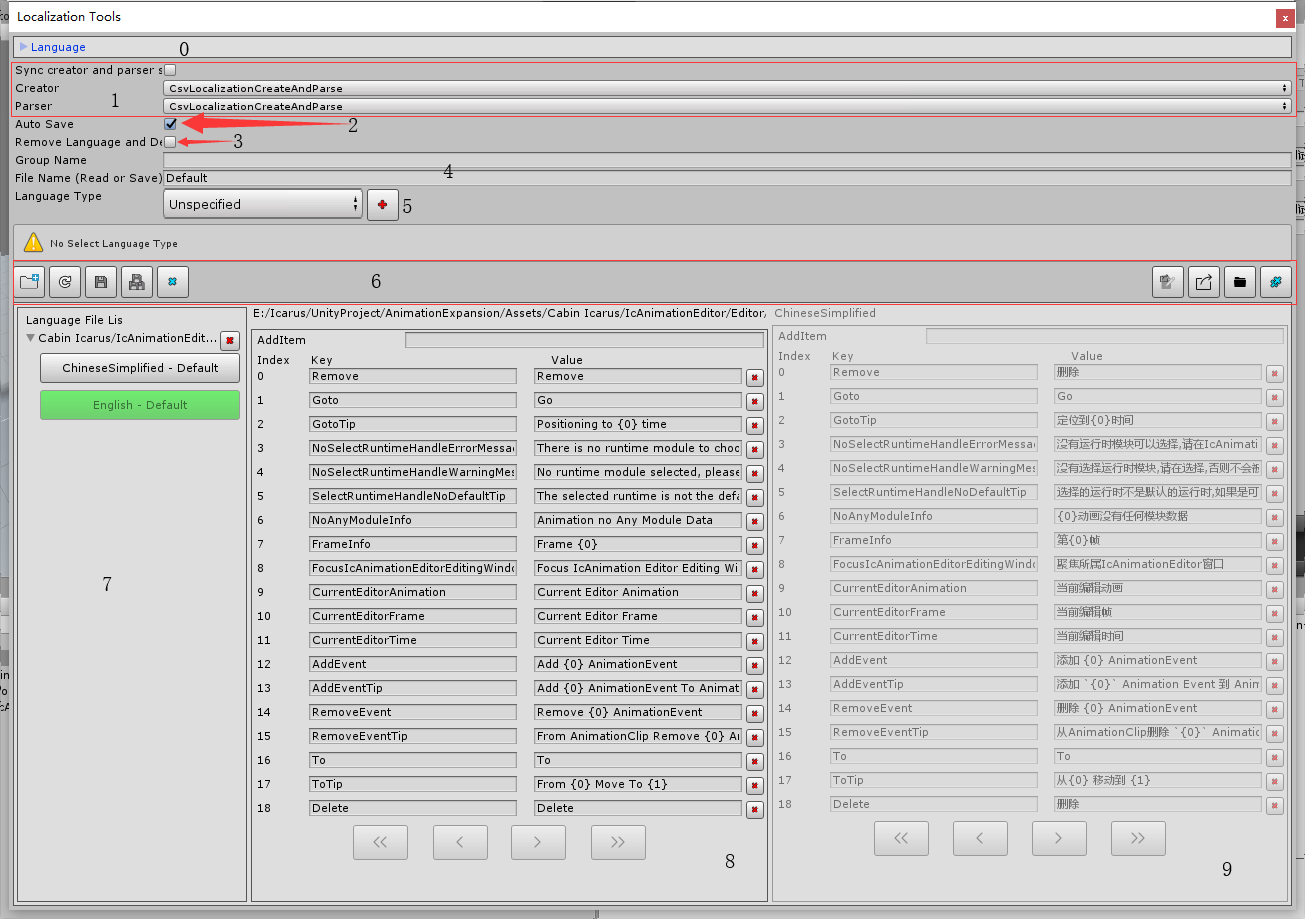 Localization Tools
x
Language
0
Sync creator and parser s
Creator
CsvLocalizationCreateAndParse
1
Parser
CsvLocalizationCreateAndParse
Auto Save
2
Remove Language and De
3
Group Name
4
File Name (Read or Save)
Default
Language Type
Unspecified
5
No Select Language Type
6
Language File Lis
Cabin Icarus/IcAnimationEdit...
ChineseSimplified - Default
English - Default
7
E:/Icarus/UnityProject/AnimationExpansion/Assets/Cabin Icarus/IcAnimationEditor/Editor,
AddItem
Index Key Value
0 Remove Remove
1 Goto Go
2 GotoTip Positioning to {0} time
3 NoSelectRuntimeHandleErrorMessa There is no runtime module to choo
4 NoSelectRuntimeHandleWarningMes No runtime module selected, please
5 SelectRuntimeHandleNoDefaultTip The selected runtime is not the defa
6 NoAnyModuleInfo Animation no Any Module Data
7 FrameInfo Frame {0}
8 FocusIcAnimationEditorEditingWindo Focus IcAnimation Editor Editing Wi
9 CurrentEditorAnimation Current Editor Animation
10 CurrentEditorFrame Current Editor Frame
11 CurrentEditorTime Current Editor Time
12 AddEvent Add {0} AnimationEvent
13 AddEventTip Add {0} AnimationEvent To Animat
14 RemoveEvent Remove {0} AnimationEvent
15 RemoveEventTip From AnimationClip Remove {0} Ar
16 To To
17 ToTip From {0} Move To {1}
18 Delete Delete
<< < > >>
8
ChineseSimplified
AddItem
Index Key Value
0 Remove 删除
1 Goto Go
2 GotoTip 定位到{0}时间
3 NoSelectRuntimeHandleErrorMessa 没有运行时模块可以选择,请在IcAnimati
4 NoSelectRuntimeHandleWarningMes 没有选择运行时模块,请在选择,否则不会被
5 SelectRuntimeHandleNoDefaultTip 选择的运行时不是默认的运行时,如果是可
6 NoAnyModuleInfo {0}动画没有任何模块数据
7 FrameInfo 第{0}帧
8 FocusIcAnimationEditorEditingWindo 聚焦所属IcAnimationEditor窗口
9 CurrentEditorAnimation 当前编辑动画
10 CurrentEditorFrame 当前编辑帧
11 CurrentEditorTime 当前编辑时间
12 AddEvent 添加 {0} AnimationEvent
13 AddEventTip 添加 `{0}` Animation Event 到 Anim
14 RemoveEvent 删除 {0} AnimationEvent
15 RemoveEventTip 从AnimationClip删除 `{0}` Animatio
16 To To
17 ToTip 从{0} 移动到 {1}
18 Delete 删除
<< < > >>
9